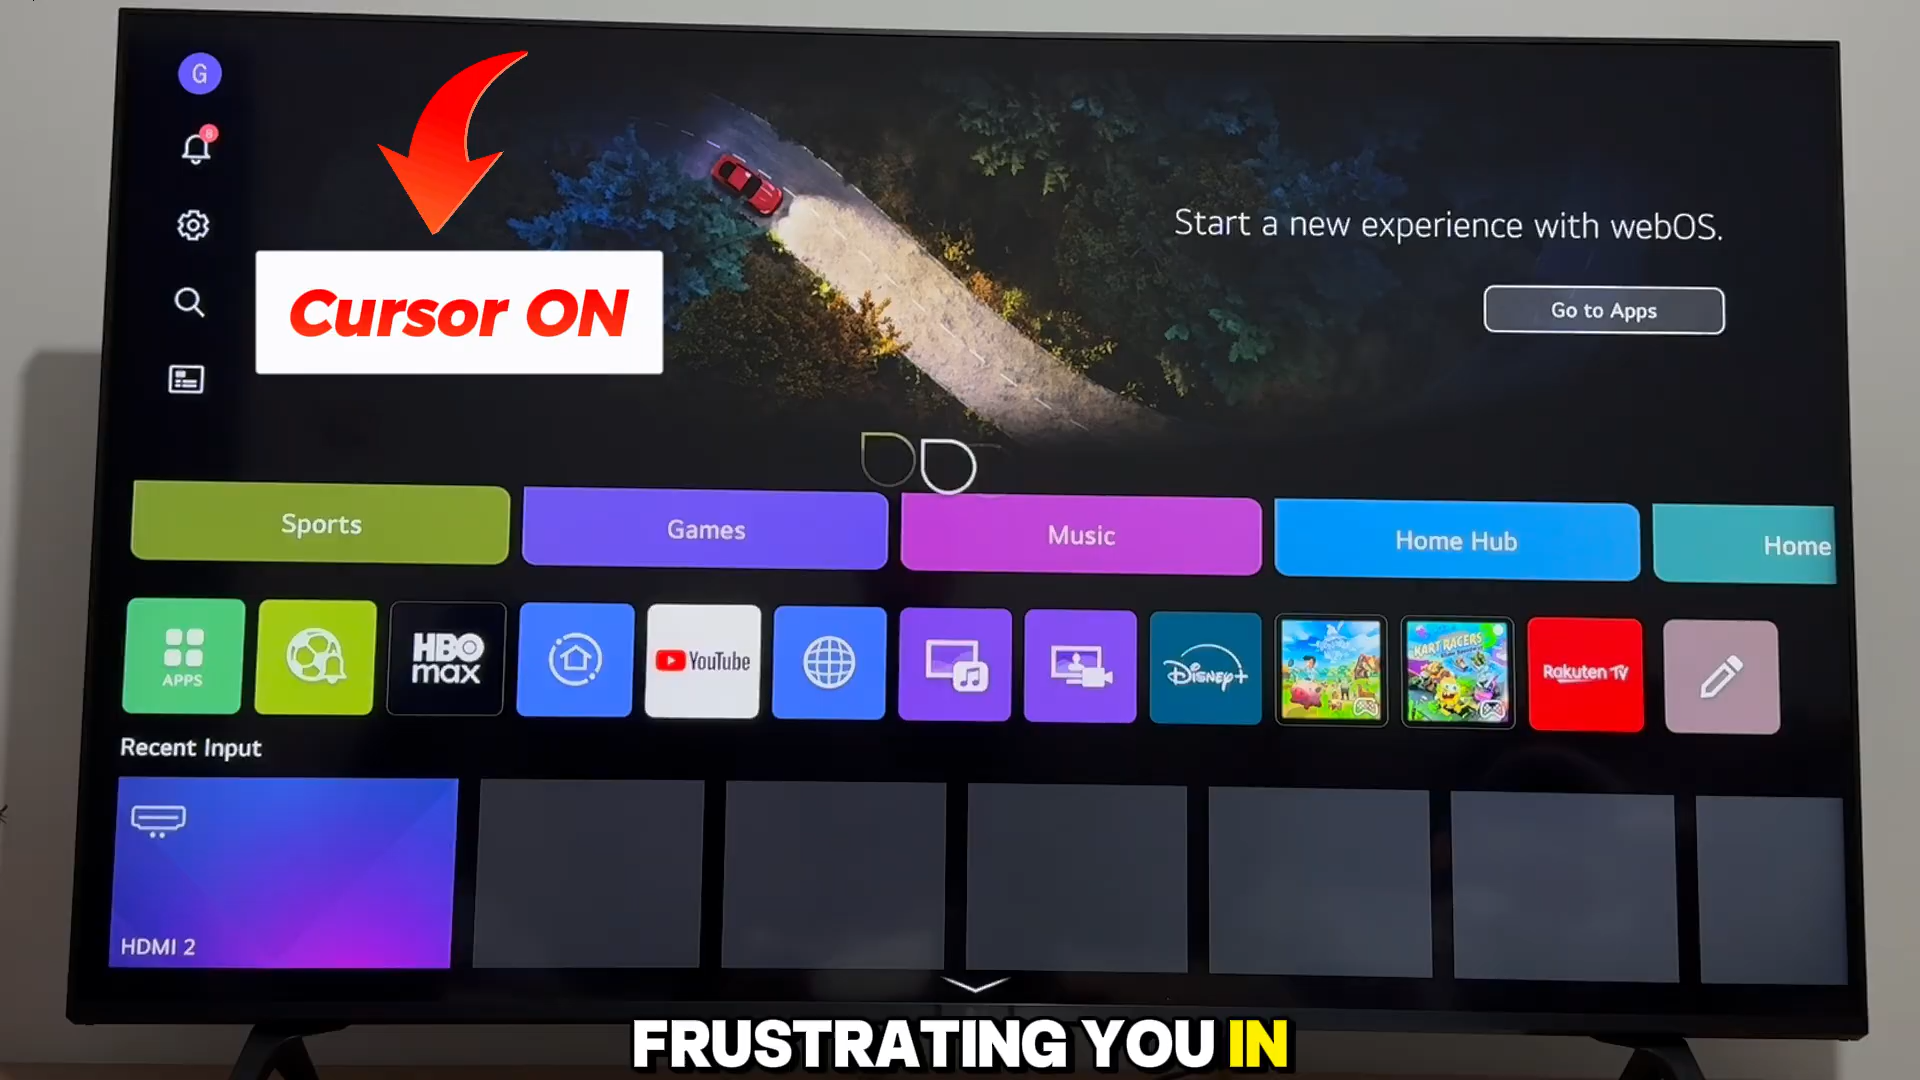 G
8
Cursor ON
Start a new experience with webOS.
Go to Apps
Sports
Games
Music
Home Hub
Home
APPS
A
HBO
max
YouTube
Disney+
KART RACERS
Rakuten TV
Recent Input
HDMI 2
FRUSTRATING YOU IN